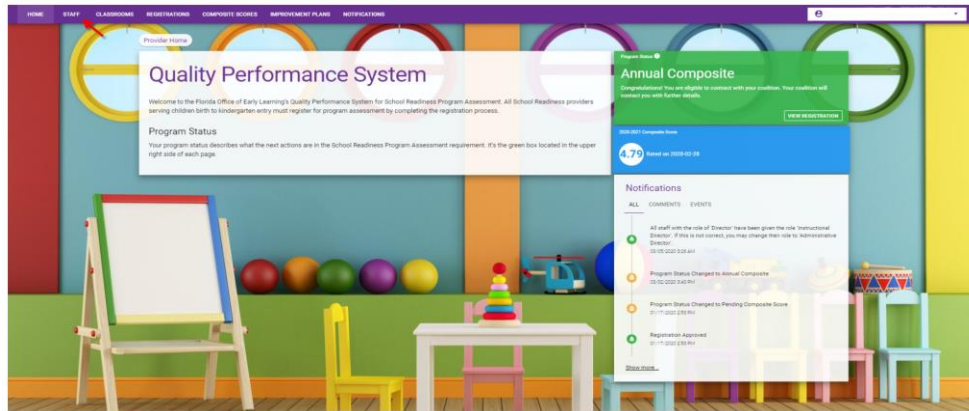 HOME STAFF CLASSROOMS REGISTRATIONS COMPOSITE SCORES IMPROVEMENT PLANS NOTIFICATIONS
Provider Home
Quality Performance System
Welcome to the Florida Office of Early Learning's Quality Performance System for School Readiness Program Assessment. All School Readiness providers
serving children birth to kindergarten entry must register for program assessment by completing the registration process.
Program Status
Your program status describes what the next actions are in the School Readiness Program Assessment requirement. It's the green box located in the upper
right side of each page.
Program Status
Annual Composite
Congratulations! You are eligible to contract with your coalition. Your coalition will
contact you with further details.
VIEW REGISTRATION
2020-2021 Composite Score
4.79 Rated on 2020-02-28
Notifications
ALL COMMENTS EVENTS
All staff with the role of 'Director' have been given the role 'Instructional
Director'. If this is not correct, you may change their role to 'Administrative
Director'.
Program Status Changed to Annual Composite
Program Status Changed to Pending Composite Score
Registration Approved
Show more...